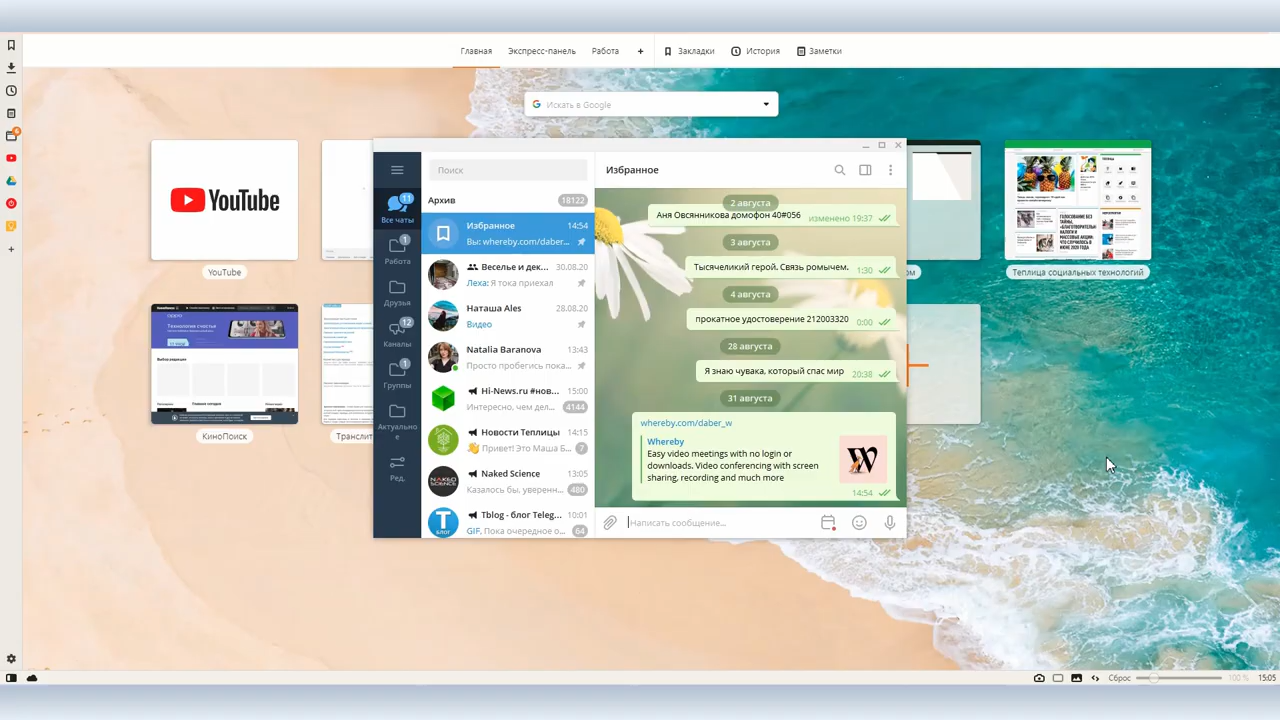 Главная
Экспресс-панель
Работа
Закладки
История
Заметки
Искать в Google
YouTube
YouTube
КиноПоиск
Транслит
ом
Теплица социальных технологий
Поиск
Избранное
Все чаты
11
Работа
1
Друзья
Каналы
12
Группы
1
Актуально
е
Ред.
Архив
18122
Избранное 14:54
Вы: whereby.com/daber...
Веселье и дек... 30.08.20
Леха: Я тока приехал
Наташа Ales 28.08.20
Видео
Natalia Baranova 13:43
Просто пробегись пока...
Hi-News.ru #нов... 15:00
Интересно, чем дел... 4144
Новости Теплицы 14:15
Привет! Это Маша Б... 7
Naked Science 13:05
Казалось бы, уверенн... 480
NAKED SCIENCE
Tblog - блог Teleg... 10:01
GIF, Пока очередное о... 64
T
БЛОГ
2 августа
Аня Овсянникова домофон 40#056 изменено 19:37
3 августа
Тысячеликий герой. Связь ромычем. 1:30
4 августа
прокатное удостоверение 212003320 0:00
28 августа
Я знаю чувака, который спас мир 20:38
31 августа
whereby.com/daber_w
Whereby
Easy video meetings with no login or
downloads. Video conferencing with screen
sharing, recording and much more
14:54
Написать сообщение...
Сброс
100 %
15:05